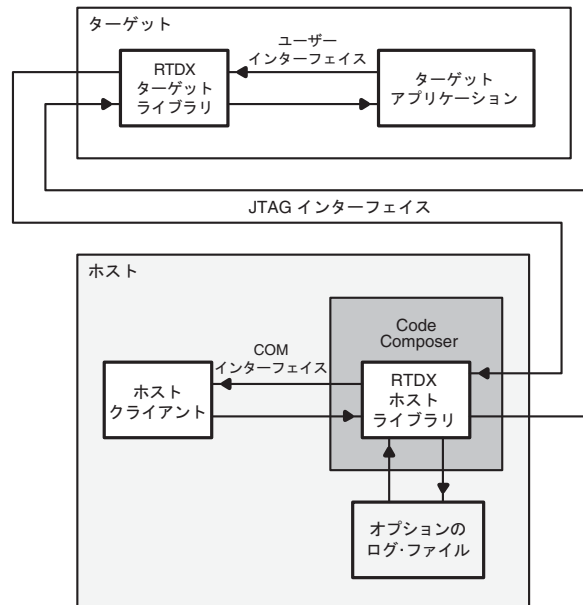 ターゲット
RTDX
ターゲット
ライブラリ
ユーザー
インターフェイス
ターゲット
アプリケーション
JTAG インターフェイス
ホスト
Code
Composer
COM
インターフェイス
ホスト
クライアント
RTDX
ホスト
ライブラリ
オプションの
ログ・ファイル